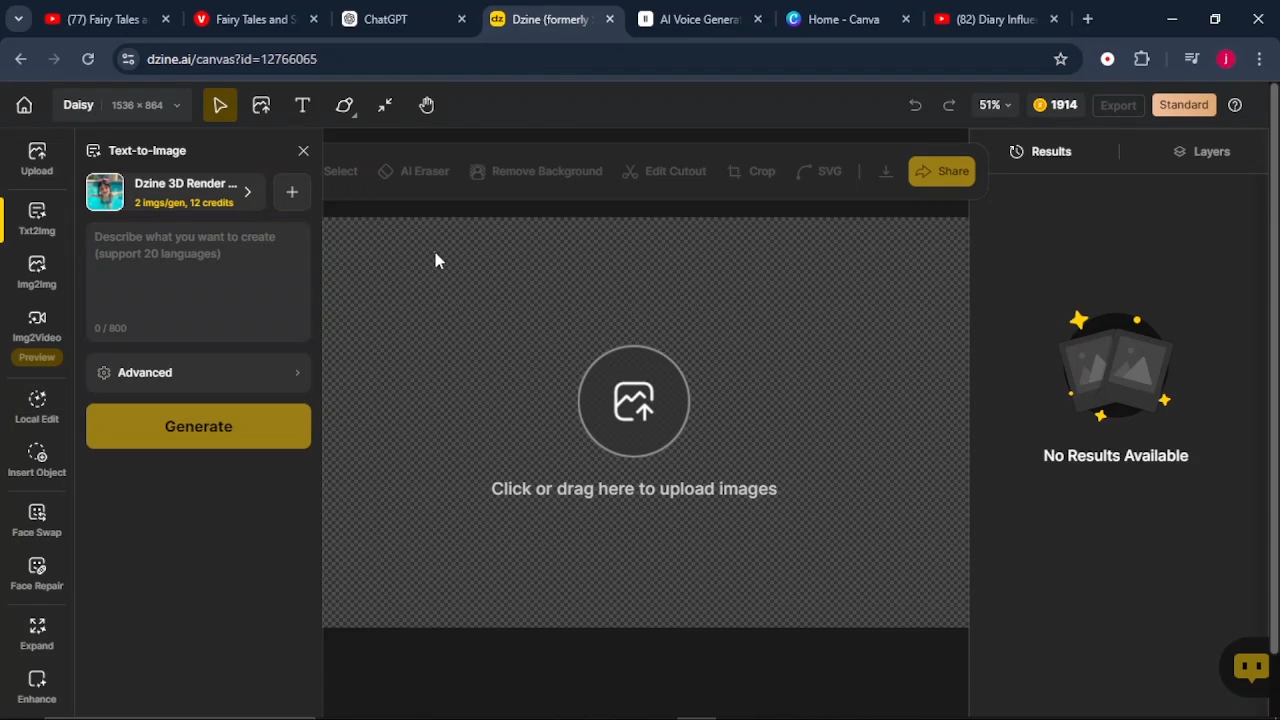 (77) Fairy Tales a
Fairy Tales and S
ChatGPT
Dzine (formerly
AI Voice Genera
Home - Canva
(82) Diary Influe
dzine.ai/canvas?id=12766065
Daisy
1536 × 864
51%
1914
Export
Standard
Upload
Text-to-Image
Select
AI Eraser
Remove Background
Edit Cutout
Crop
SVG
Share
Results
Layers
Dzine 3D Render ...
2 imgs/gen, 12 credits
Txt2Img
Describe what you want to create
(support 20 languages)
Img2Img
0 / 800
Img2Video
Preview
Advanced
Local Edit
Generate
Insert Object
Click or drag here to upload images
No Results Available
Face Swap
Face Repair
Expand
Enhance